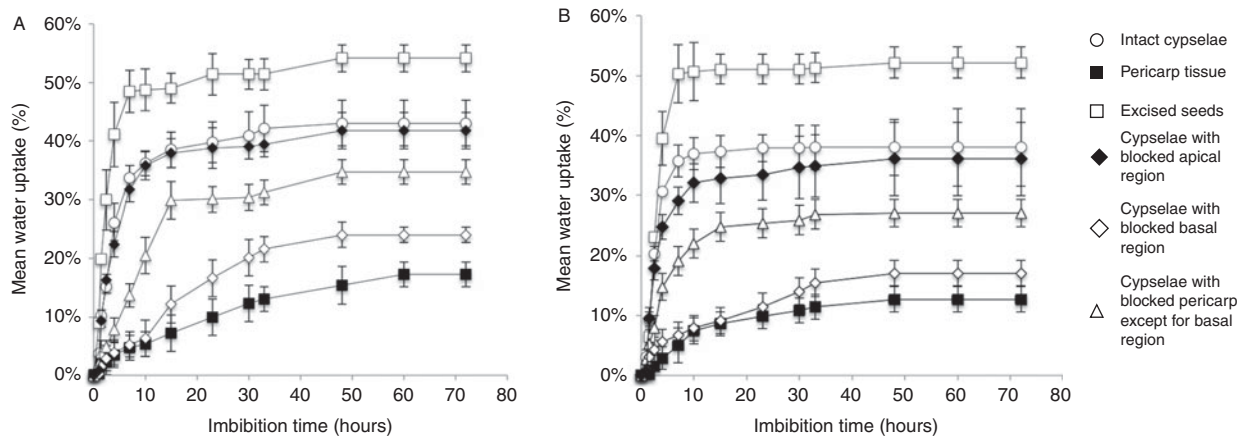 A
60%
50%
40%
30%
20%
10%
0%
Mean water uptake (%)
0 10 20 30 40 50 60 70 80
Imbibition time (hours)
B
60%
50%
40%
30%
20%
10%
0%
Mean water uptake (%)
0 10 20 30 40 50 60 70 80
Imbibition time (hours)
Intact cypselae
Pericarp tissue
Excised seeds
Cypselae with
blocked apical
region
Cypselae with
blocked basal
region
Cypselae with
blocked pericarp
except for basal
region